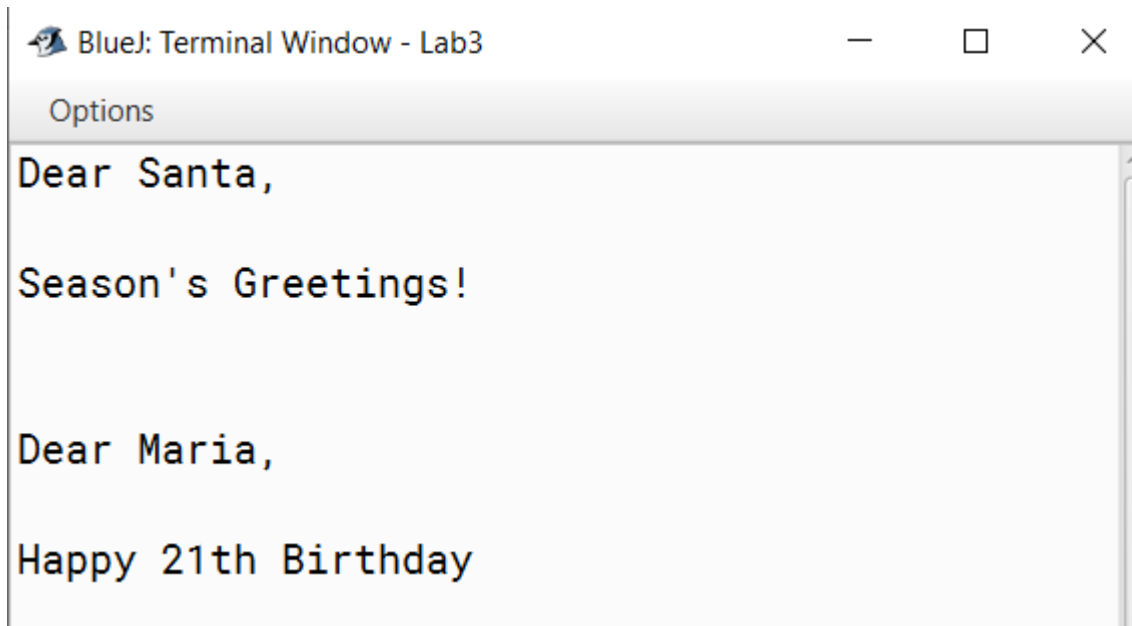 BlueJ: Terminal Window - Lab3
Options
Dear Santa,
Season's Greetings!
Dear Maria,
Happy 21th Birthday